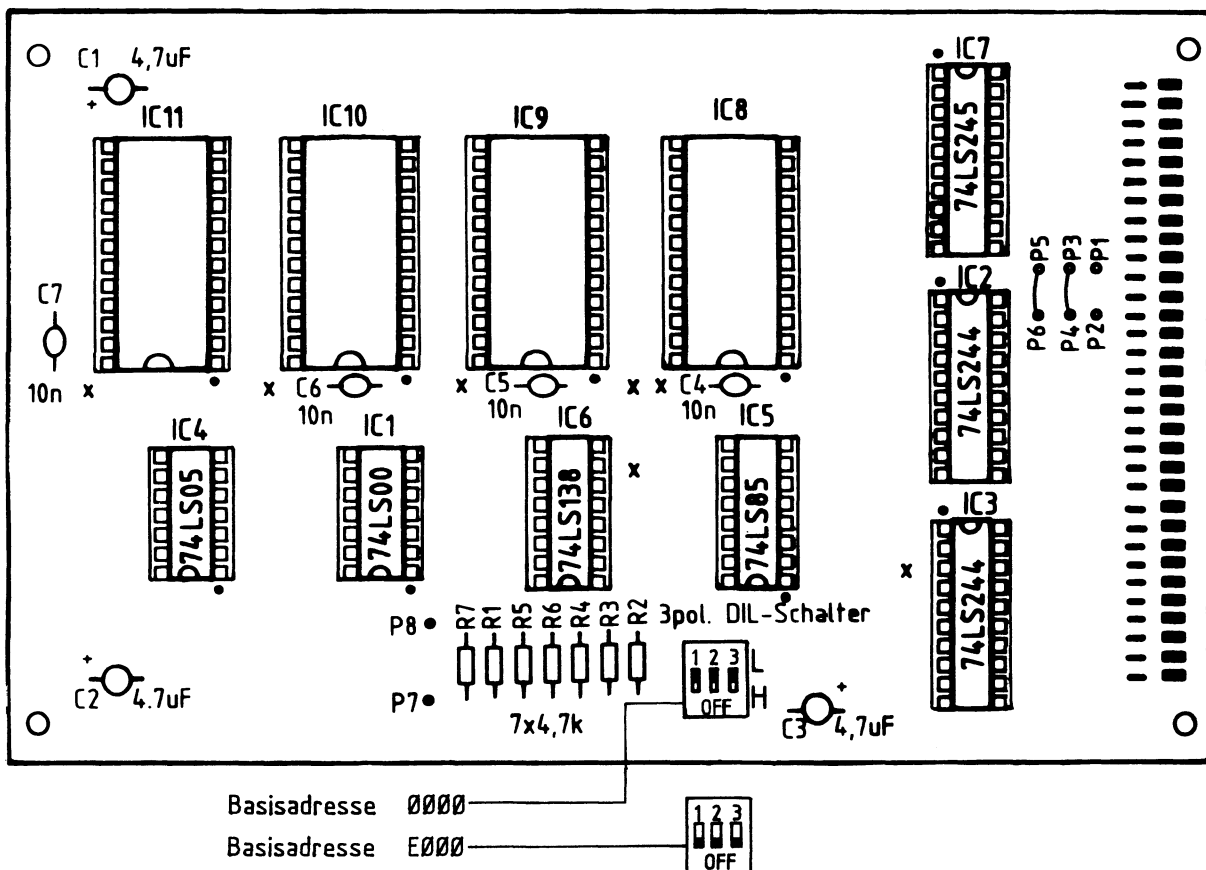 C1 4,7uF
IC7
IC11
IC10
IC9
IC8
74LS245
P5
P3
P1
P6
P4
P2
C7
10n
x
x
C6
10n
x
C5
10n
x
x
C4
10n
IC2
74LS244
IC4
74LS05
IC1
74LS00
IC6
74LS138
x
IC5
74LS85
IC3
74LS244
x
P8
R7
R1
R5
R6
R4
R3
R2
3pol. DIL-Schalter
1 2 3
L
H
OFF
P7
7x4,7k
+
C1
+
C2 4.7uF
+
C3 4,7uF
Basisadresse 0000
Basisadresse E000
1 2 3
OFF